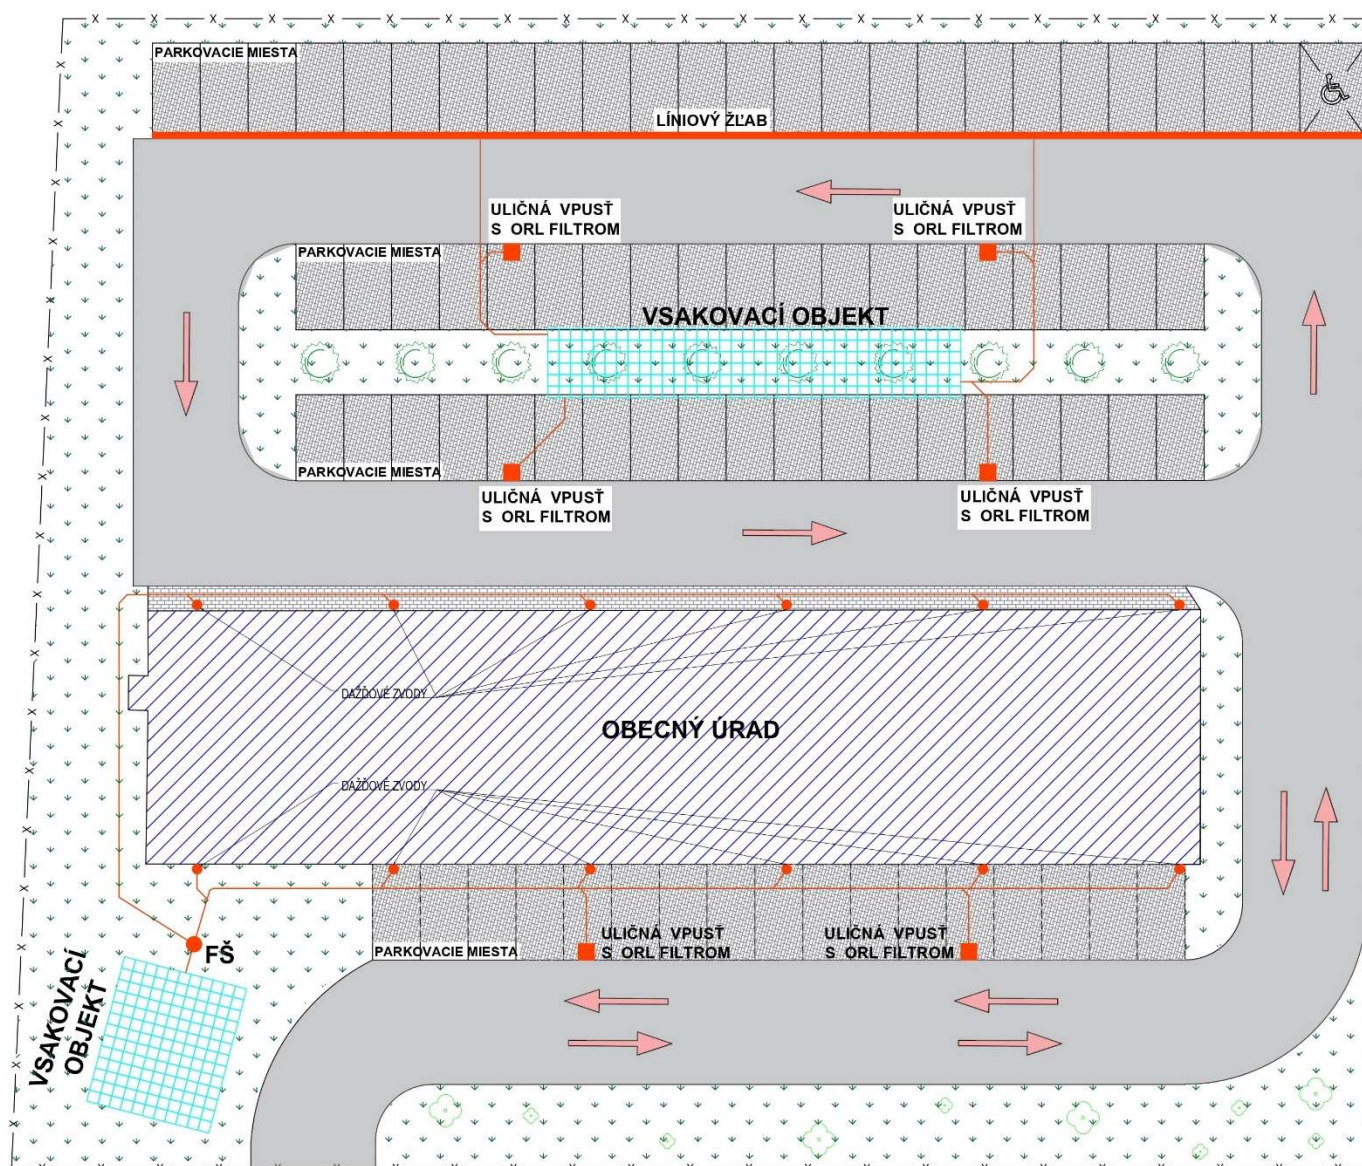 PARKOVACIE MIESTA
LÍNIOVÝ ŽĽAB
ULIČNÁ VPUSŤ
S ORL FILTROM
ULIČNÁ VPUSŤ
S ORL FILTROM
PARKOVACIE MIESTA
VSAKOVACÍ OBJEKT
PARKOVACIE MIESTA
ULIČNÁ VPUSŤ
S ORL FILTROM
ULIČNÁ VPUSŤ
S ORL FILTROM
DAŽĎOVÉ ZVODY
OBECNÝ ÚRAD
DAŽĎOVÉ ZVODY
ULIČNÁ VPUSŤ
S ORL FILTROM
ULIČNÁ VPUSŤ
S ORL FILTROM
PARKOVACIE MIESTA
FŠ
VSAKOVACÍ
OBJEKT